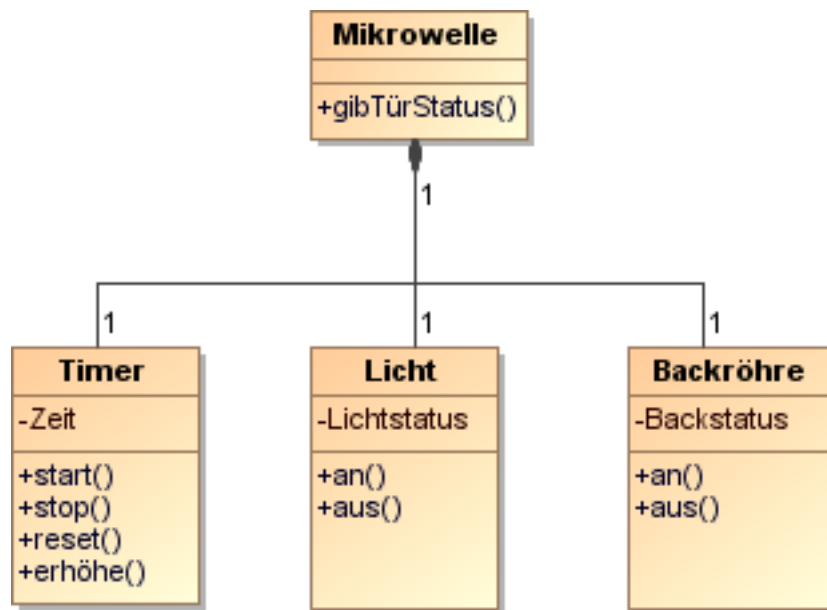 Mikrowelle
+gibTürStatus()
1
1
1
1
Timer
-Zeit
+start()
+stop()
+reset()
+erhöhe()
Licht
-Lichtstatus
+an()
+aus()
Backröhre
-Backstatus
+an()
+aus()